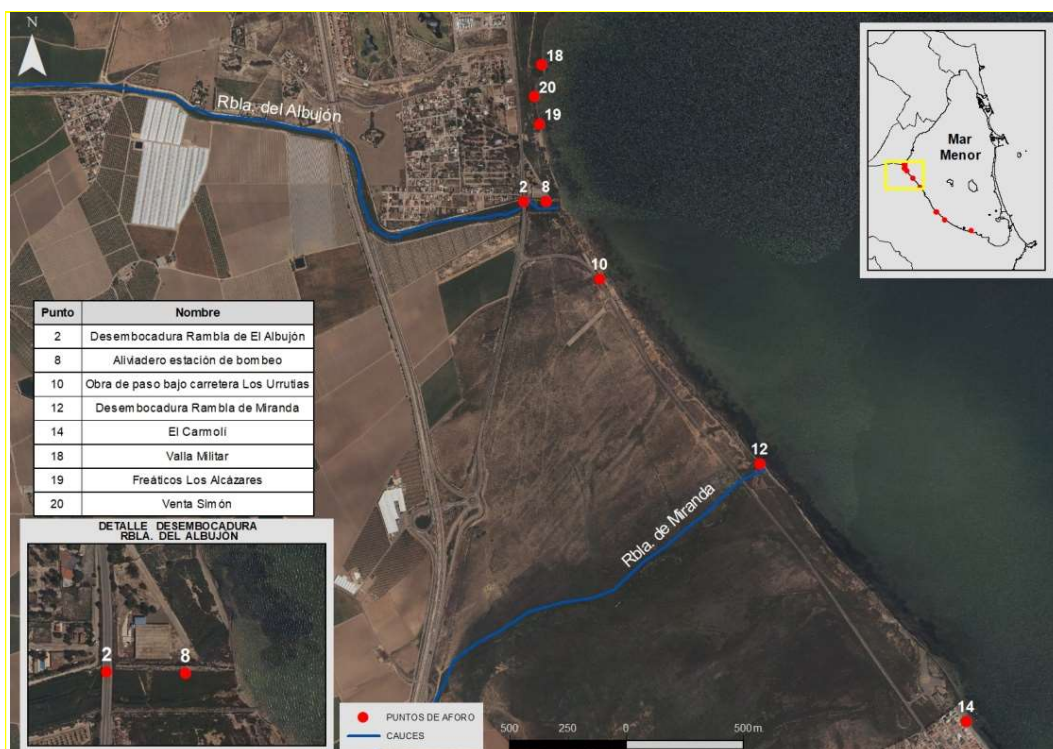 N
18
20
19
Rbla. del Albujón
2
8
10
12
Rbla. de Miranda
14
Mar
Menor
Punto Nombre
2 Desembocadura Rambla de El Albujón
8 Aliviadero estación de bombeo
10 Obra de paso bajo carretera Los Urrutias
12 Desembocadura Rambla de Miranda
14 El Carmolí
18 Valla Militar
19 Freáticos Los Alcázares
20 Venta Simón
DETALLE DESEMBOCADURA
RBLA. DEL ALBUJÓN
2
8
PUNTOS DE AFORO
CAUCES
500 250 0 500 m